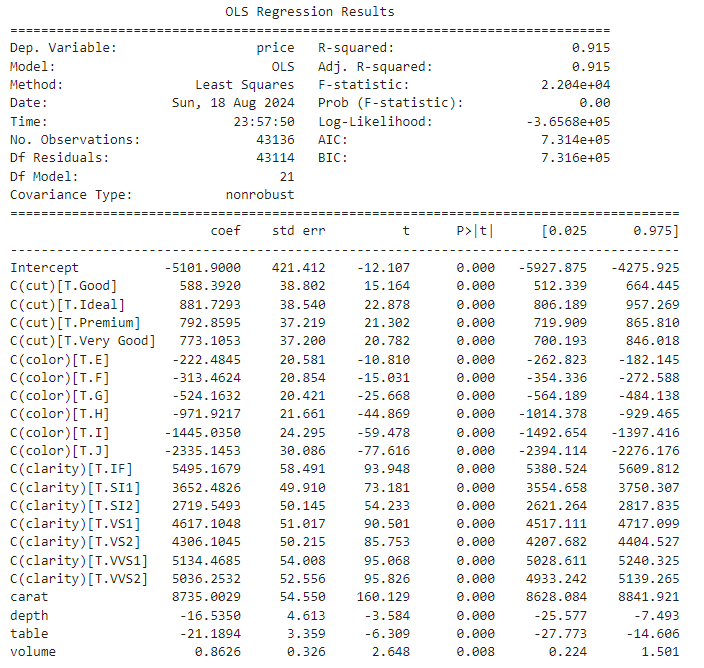 OLS Regression Results
==============================================================================
Dep. Variable: price R-squared: 0.915
Model: OLS Adj. R-squared: 0.915
Method: Least Squares F-statistic: 2.204e+04
Date: Sun, 18 Aug 2024 Prob (F-statistic): 0.00
Time: 23:57:50 Log-Likelihood: -3.6568e+05
No. Observations: 43136 AIC: 7.314e+05
Df Residuals: 43114 BIC: 7.316e+05
Df Model: 21
Covariance Type: nonrobust
=======================================================================================
coef std err t P>|t| [0.025 0.975]
---------------------------------------------------------------------------------------
Intercept -5101.9000 421.412 -12.107 0.000 -5927.875 -4275.925
C(cut)[T.Good] 588.3920 38.802 15.164 0.000 512.339 664.445
C(cut)[T.Ideal] 881.7293 38.540 22.878 0.000 806.189 957.269
C(cut)[T.Premium] 792.8595 37.219 21.302 0.000 719.909 865.810
C(cut)[T.Very Good] 773.1053 37.200 20.782 0.000 700.193 846.018
C(color)[T.E] -222.4845 20.581 -10.810 0.000 -262.823 -182.145
C(color)[T.F] -313.4624 20.854 -15.031 0.000 -354.336 -272.588
C(color)[T.G] -524.1632 20.421 -25.668 0.000 -564.189 -484.138
C(color)[T.H] -971.9217 21.661 -44.869 0.000 -1014.378 -929.465
C(color)[T.I] -1445.0350 24.295 -59.478 0.000 -1492.654 -1397.416
C(color)[T.J] -2335.1453 30.086 -77.616 0.000 -2394.114 -2276.176
C(clarity)[T.IF] 5495.1679 58.491 93.948 0.000 5380.524 5609.812
C(clarity)[T.SI1] 3652.4826 49.910 73.181 0.000 3554.658 3750.307
C(clarity)[T.SI2] 2719.5493 50.145 54.233 0.000 2621.264 2817.835
C(clarity)[T.VS1] 4617.1048 51.017 90.501 0.000 4517.111 4717.099
C(clarity)[T.VS2] 4306.1045 50.215 85.753 0.000 4207.682 4404.527
C(clarity)[T.VVS1] 5134.4685 54.008 95.068 0.000 5028.611 5240.325
C(clarity)[T.VVS2] 5036.2532 52.556 95.826 0.000 4933.242 5139.265
carat 8735.0029 54.550 160.129 0.000 8628.084 8841.921
depth -16.5350 4.613 -3.584 0.000 -25.577 -7.493
table -21.1894 3.359 -6.309 0.000 -27.773 -14.606
volume 0.8626 0.326 2.648 0.008 0.224 1.501